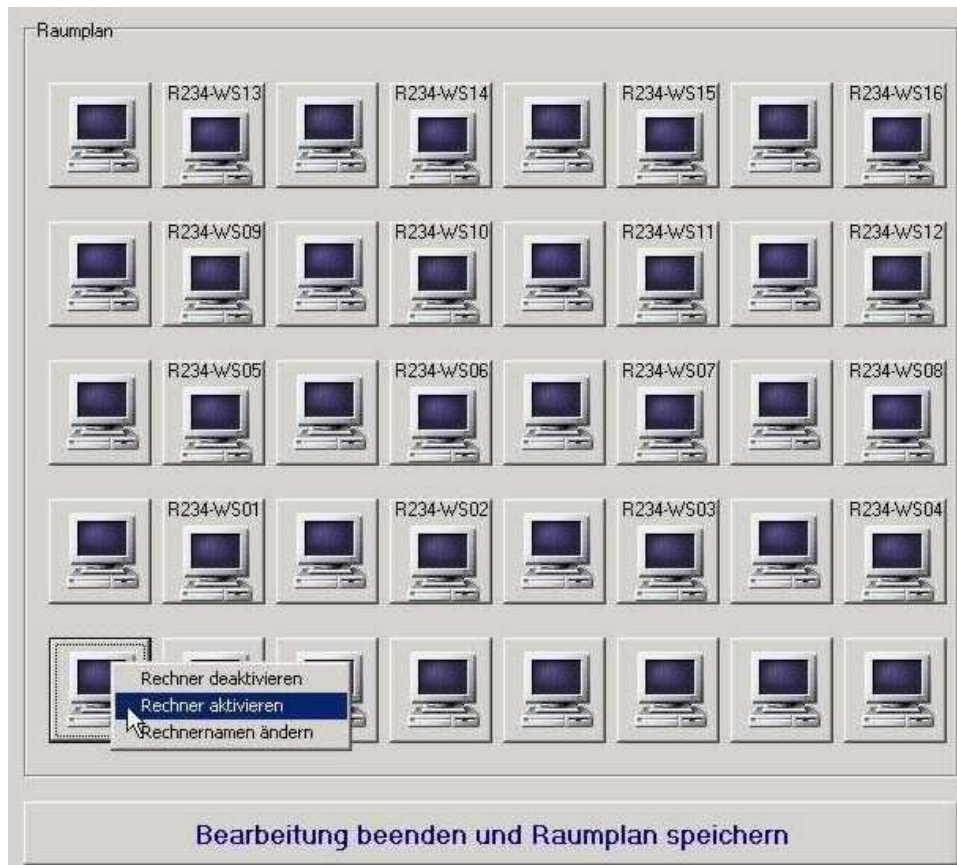 Raumplan
R234-WS13 R234-WS14 R234-WS15 R234-WS16
R234-WS09 R234-WS10 R234-WS11 R234-WS12
R234-WS05 R234-WS06 R234-WS07 R234-WS08
R234-WS01 R234-WS02 R234-WS03 R234-WS04
Rechner deaktivieren
Rechner aktivieren
Rechnernamen ändern
Bearbeitung beenden und Raumplan speichern